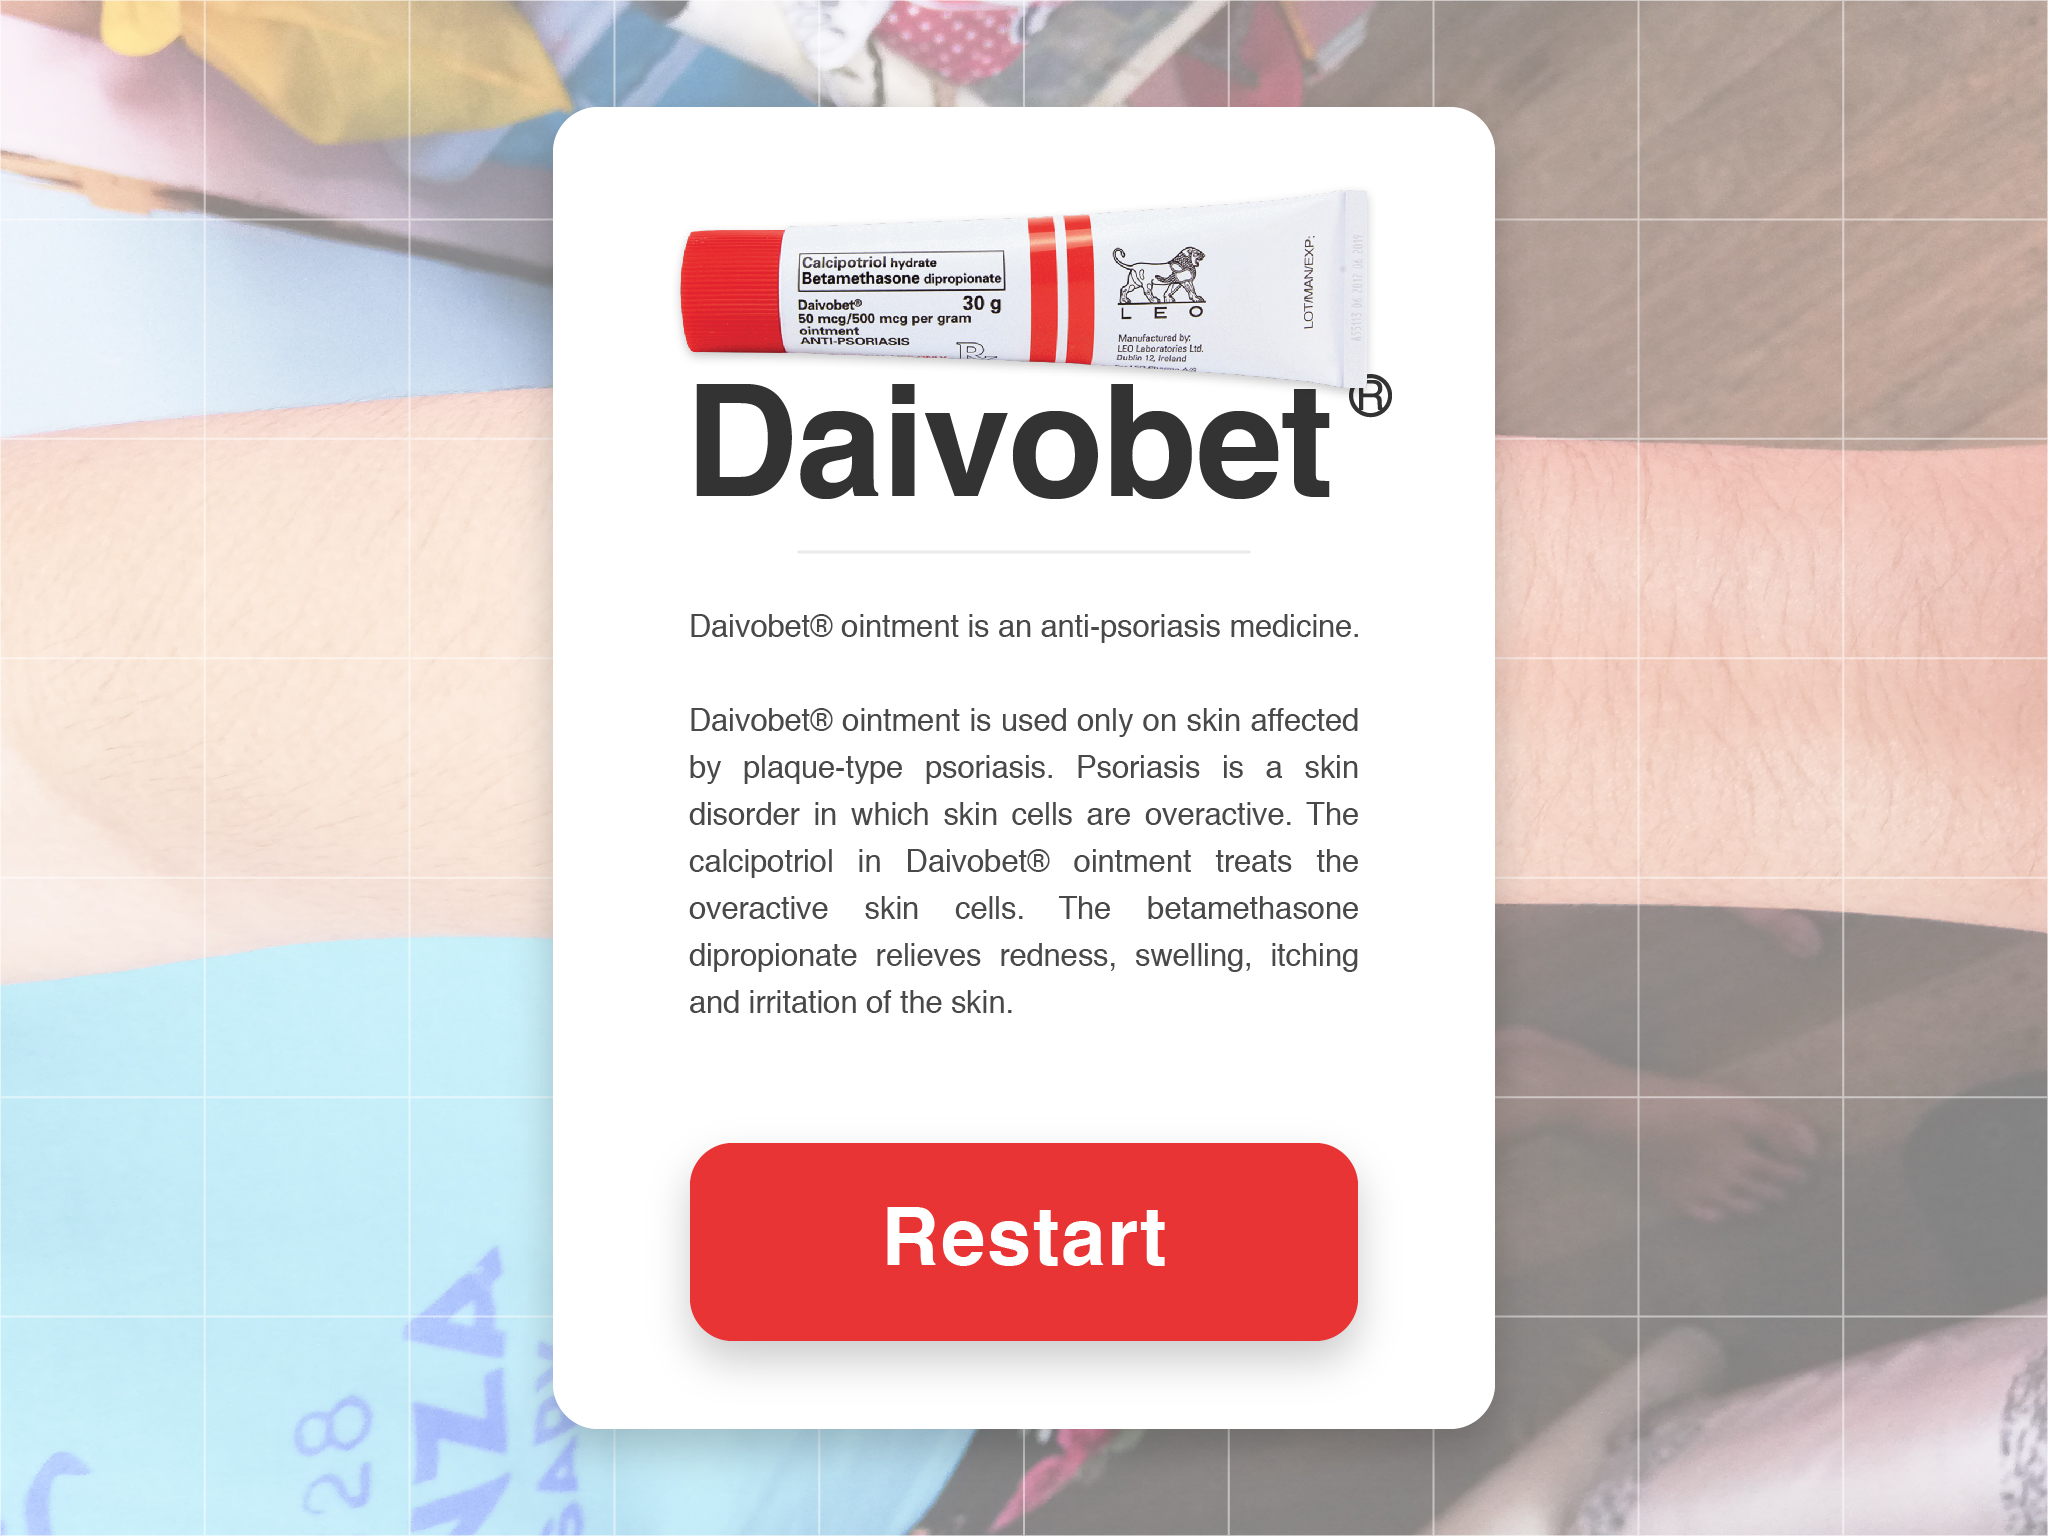 Calcipotriol hydrate
Betamethasone dipropionate
Daivobet® 30 g
50 mcg/500 mcg per gram
ointment
ANTI-PSORIASIS
Rx
LEO
Manufactured by:
LEO Laboratories Ltd.
Dublin 12, Ireland
LOT/MAN/EXP:
Daivobet®
Daivobet® ointment is an anti-psoriasis medicine.
Daivobet® ointment is used only on skin affected
by plaque-type psoriasis. Psoriasis is a skin
disorder in which skin cells are overactive. The
calcipotriol in Daivobet® ointment treats the
overactive skin cells. The betamethasone
dipropionate relieves redness, swelling, itching
and irritation of the skin.
Restart
28